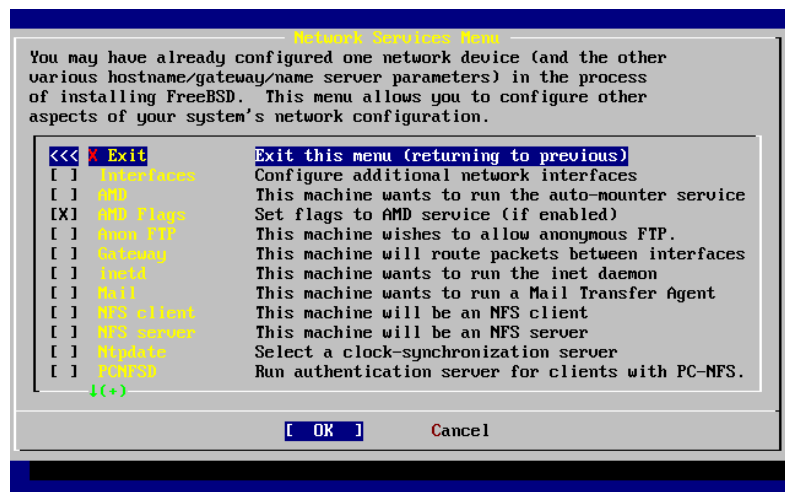 Network Services Menu
You may have already configured one network device (and the other
various hostname/gateway/name server parameters) in the process
of installing FreeBSD.  This menu allows you to configure other
aspects of your system's network configuration.
<<< X Exit Exit this menu (returning to previous)
[ ] Interfaces Configure additional network interfaces
[ ] AMD This machine wants to run the auto-mounter service
[X] AMD Flags Set flags to AMD service (if enabled)
[ ] Anon FTP This machine wishes to allow anonymous FTP.
[ ] Gateway This machine will route packets between interfaces
[ ] inetd This machine wants to run the inet daemon
[ ] Mail This machine wants to run a Mail Transfer Agent
[ ] NFS client This machine will be an NFS client
[ ] NFS server This machine will be an NFS server
[ ] Ntpdate Select a clock-synchronization server
[ ] PCNFSD Run authentication server for clients with PC-NFS.
↓(+)
[ OK ] Cancel